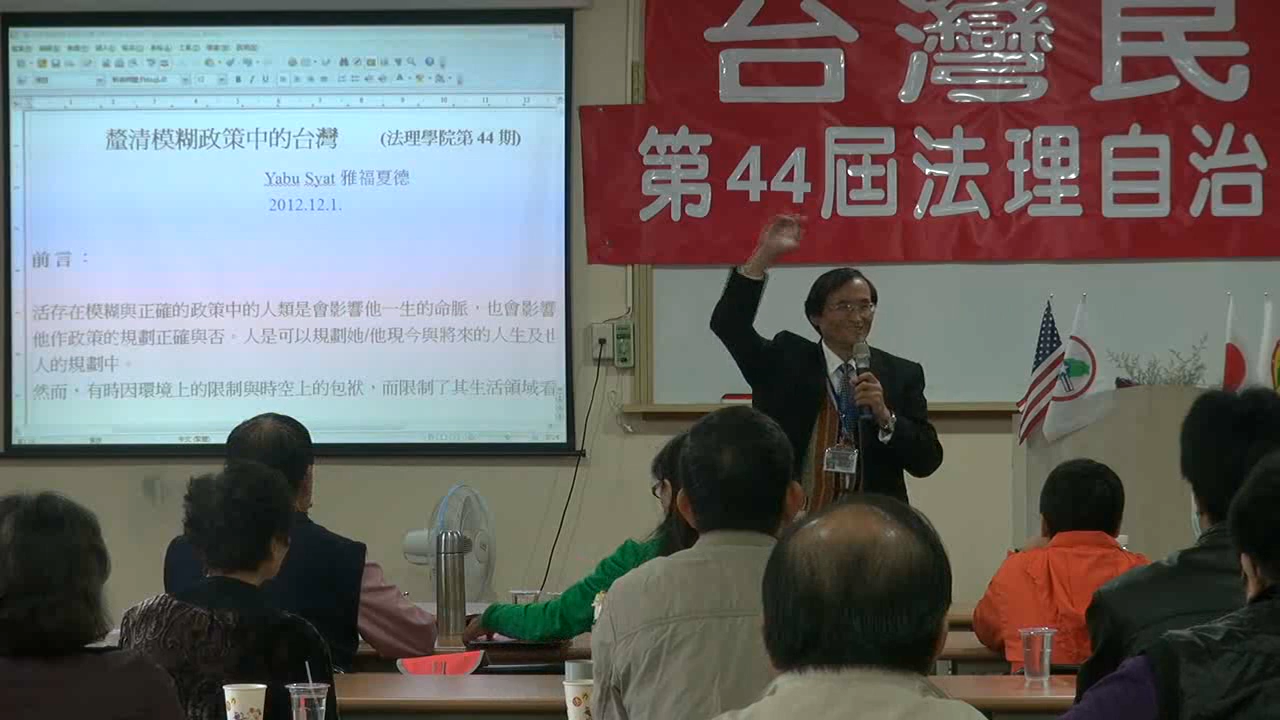 釐清模糊政策中的台灣 (法理學院第 44 期)
Yabu Syat 雅福夏德
2012.12.1.
前言：
活存在模糊與正確的政策中的人類是會影響他一生的命脈，也會影響
他作政策的規劃正確與否。人是可以規劃她/他現今與將來的人生及也
人的規劃中。
然而，有時因環境上的限制與時空上的包袱，而限制了其生活領域看
台灣民
第44屆法理自治